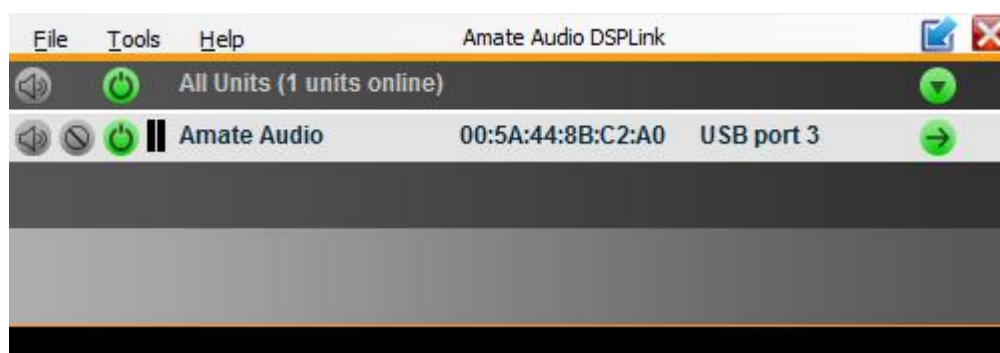 File Tools Help Amate Audio DSPLink
All Units (1 units online)
Amate Audio 00:5A:44:8B:C2:A0 USB port 3